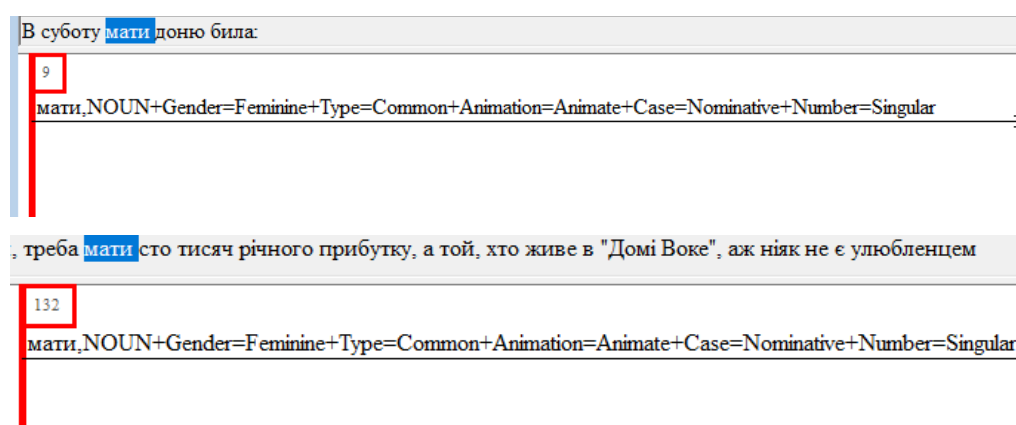 В суботу мати доню била:
9
мати,NOUN+Gender=Feminine+Type=Common+Animation=Animate+Case=Nominative+Number=Singular
, треба мати сто тисяч річного прибутку, а той, хто живе в "Домі Воке", аж ніяк не є улюбленцем
132
мати,NOUN+Gender=Feminine+Type=Common+Animation=Animate+Case=Nominative+Number=Singular